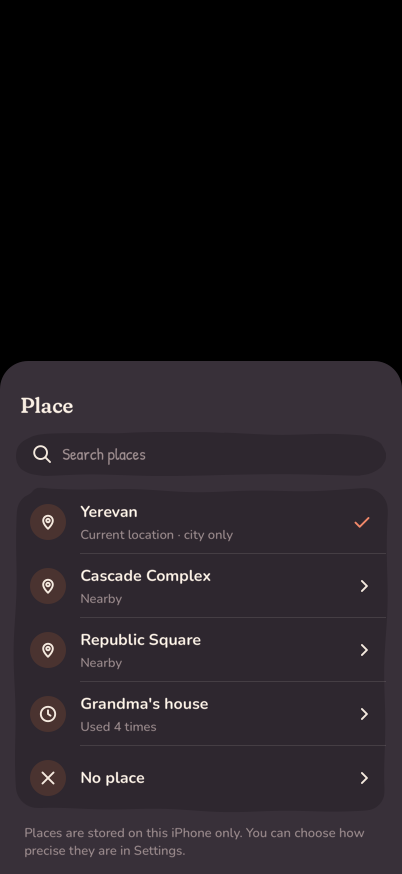 Place
Search places
Yerevan
Current location · city only
Cascade Complex
Nearby
Republic Square
Nearby
Grandma's house
Used 4 times
No place
Places are stored on this iPhone only. You can choose how
precise they are in Settings.